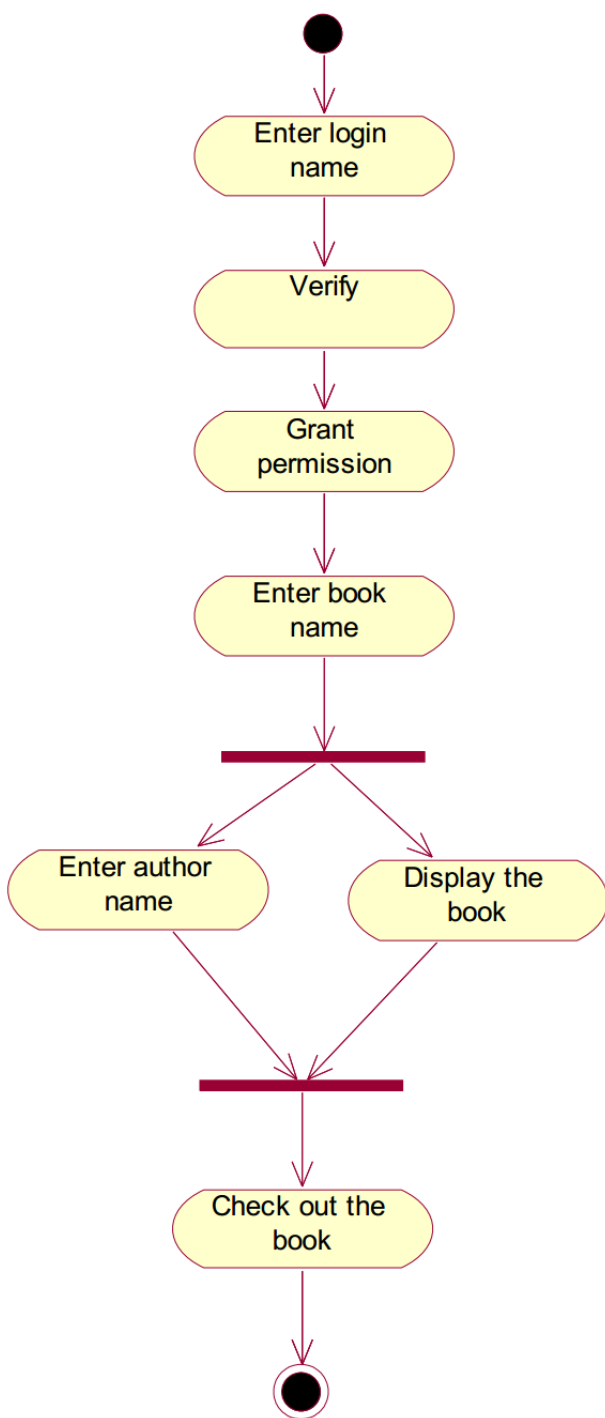 Enter login
name
Verify
Grant
permission
Enter book
name
Enter author
name
Display the
book
Check out the
book